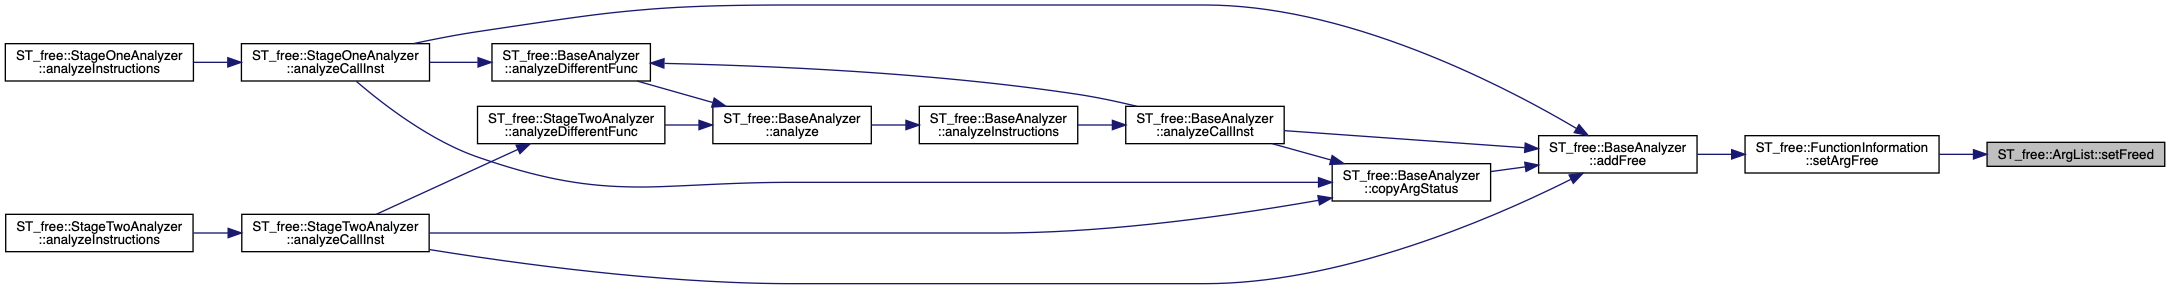 ST_free::StageOneAnalyzer
::analyzeInstructions
ST_free::StageOneAnalyzer
::analyzeCallInst
ST_free::BaseAnalyzer
::analyzeDifferentFunc
ST_free::StageTwoAnalyzer
::analyzeDifferentFunc
ST_free::BaseAnalyzer
::analyze
ST_free::BaseAnalyzer
::analyzeInstructions
ST_free::BaseAnalyzer
::analyzeCallInst
ST_free::BaseAnalyzer
::copyArgStatus
ST_free::BaseAnalyzer
::addFree
ST_free::FunctionInformation
::setArgFree
ST_free::ArgList::setFreed
ST_free::StageTwoAnalyzer
::analyzeInstructions
ST_free::StageTwoAnalyzer
::analyzeCallInst